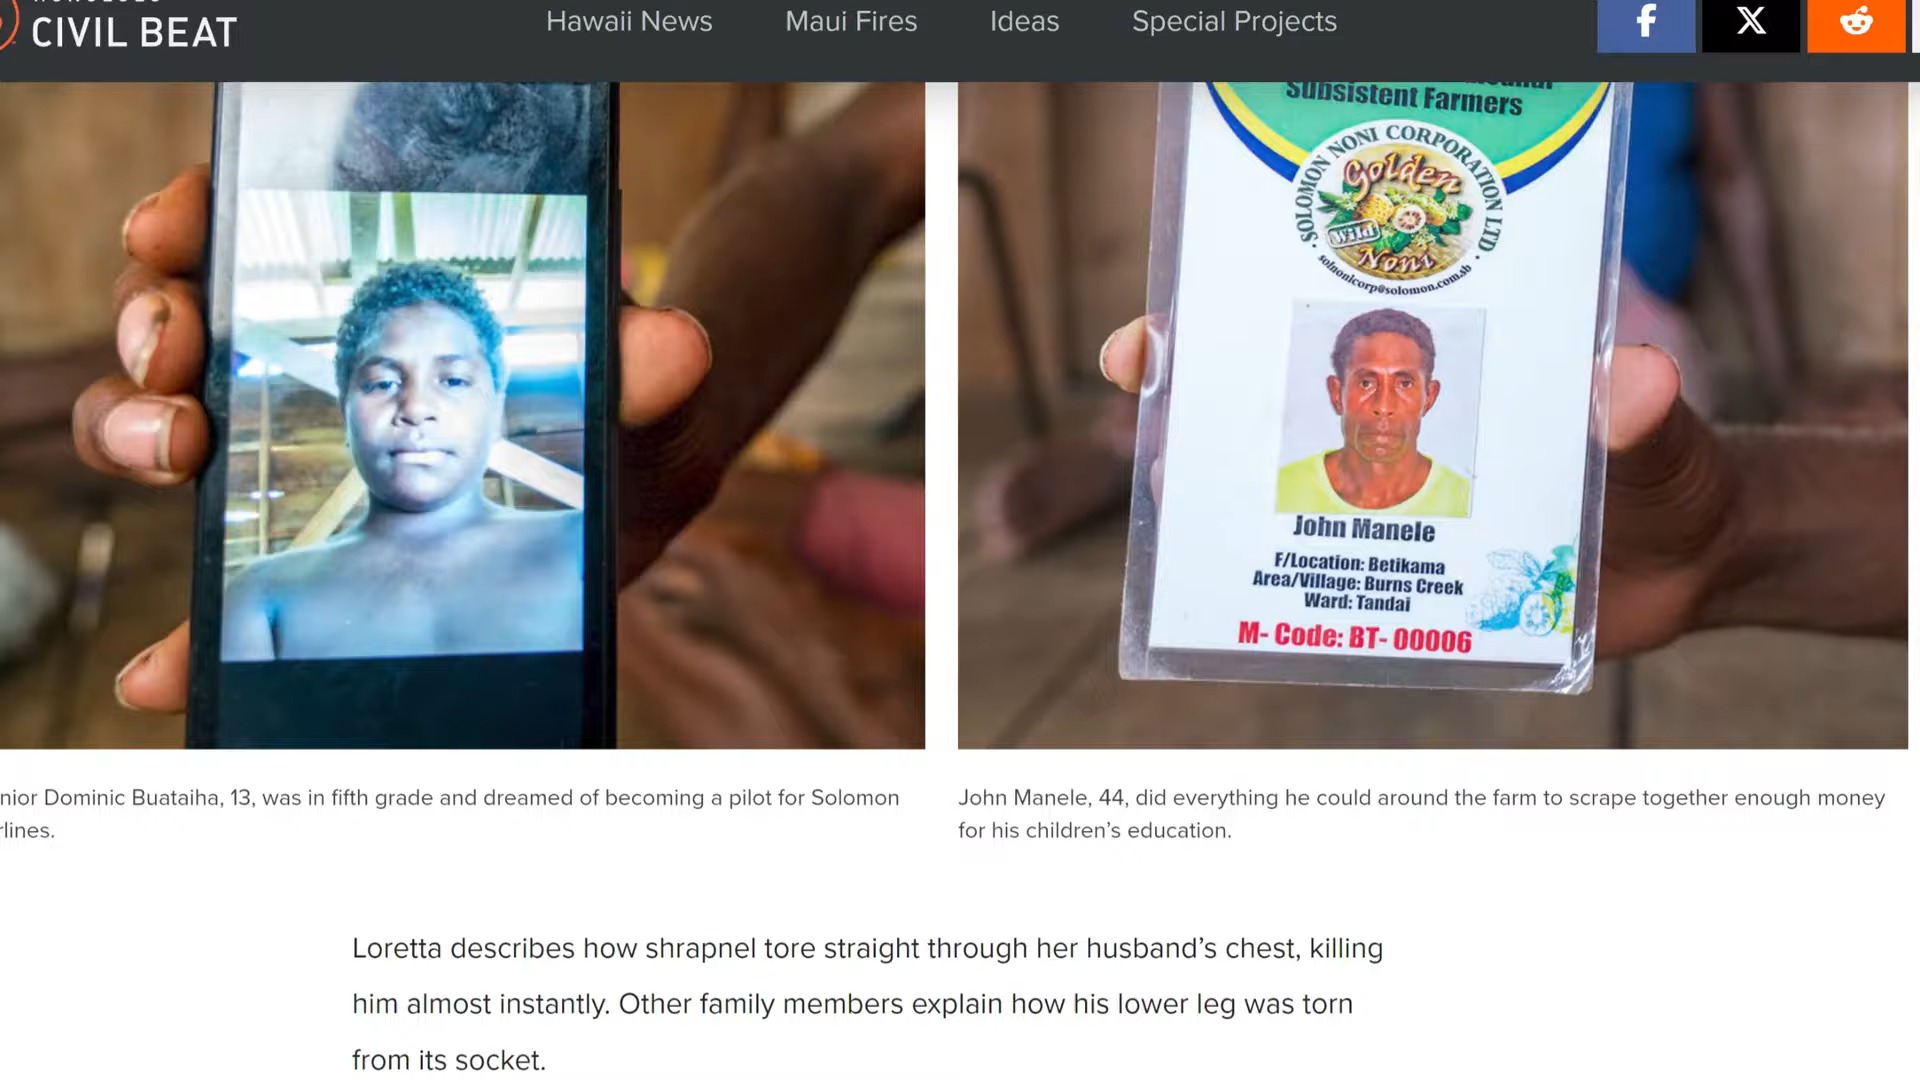 CIVIL BEAT
Hawaii News
Maui Fires
Ideas
Special Projects
Subsistent Farmers
SOLOMON NONI CORPORATION LTD
Golden
Wild
Noni
solnonicorp@solomon.com.sb
John Manele
F/Location: Betikama
Area/Village: Burns Creek
Ward: Tandai
M- Code: BT- 00006
nior Dominic Buataiha, 13, was in fifth grade and dreamed of becoming a pilot for Solomon
rlines.
John Manele, 44, did everything he could around the farm to scrape together enough money
for his children’s education.
Loretta describes how shrapnel tore straight through her husband’s chest, killing
him almost instantly. Other family members explain how his lower leg was torn
from its socket.